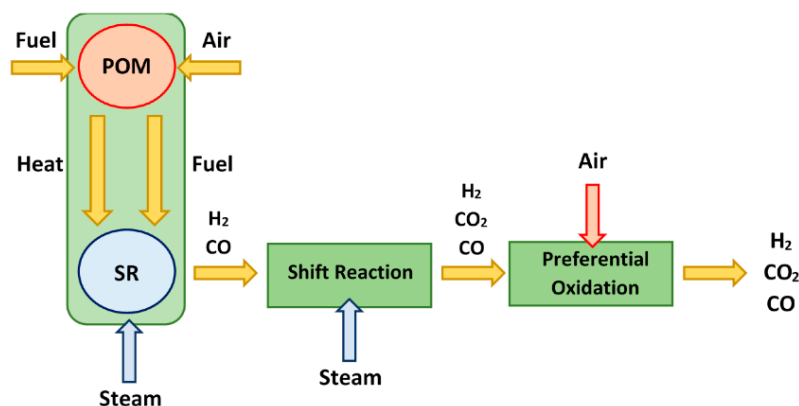 Fuel
POM
Air
Heat
Fuel
SR
Steam
H₂
CO
Shift Reaction
Steam
H₂
CO₂
CO
Air
Preferential
Oxidation
H₂
CO₂
CO